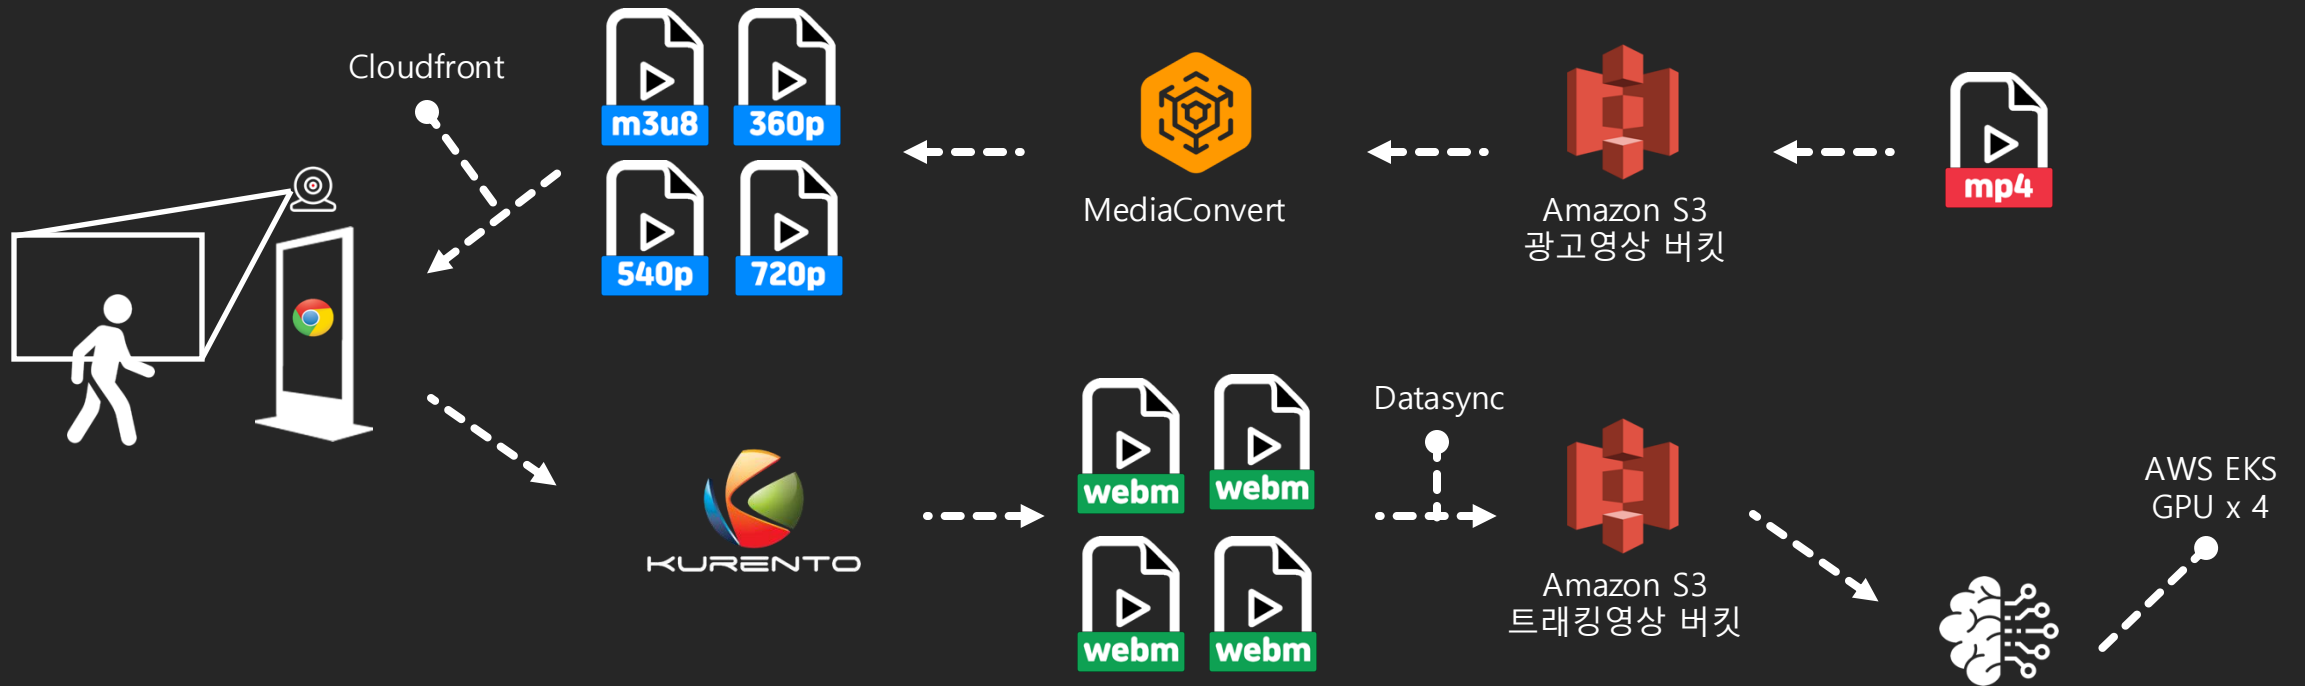 Cloudfront
m3u8
360p
540p
720p
MediaConvert
Amazon S3
광고영상 버킷
mp4
KURENTO
webm
webm
webm
webm
Datasync
Amazon S3
트래킹영상 버킷
AWS EKS
GPU x 4